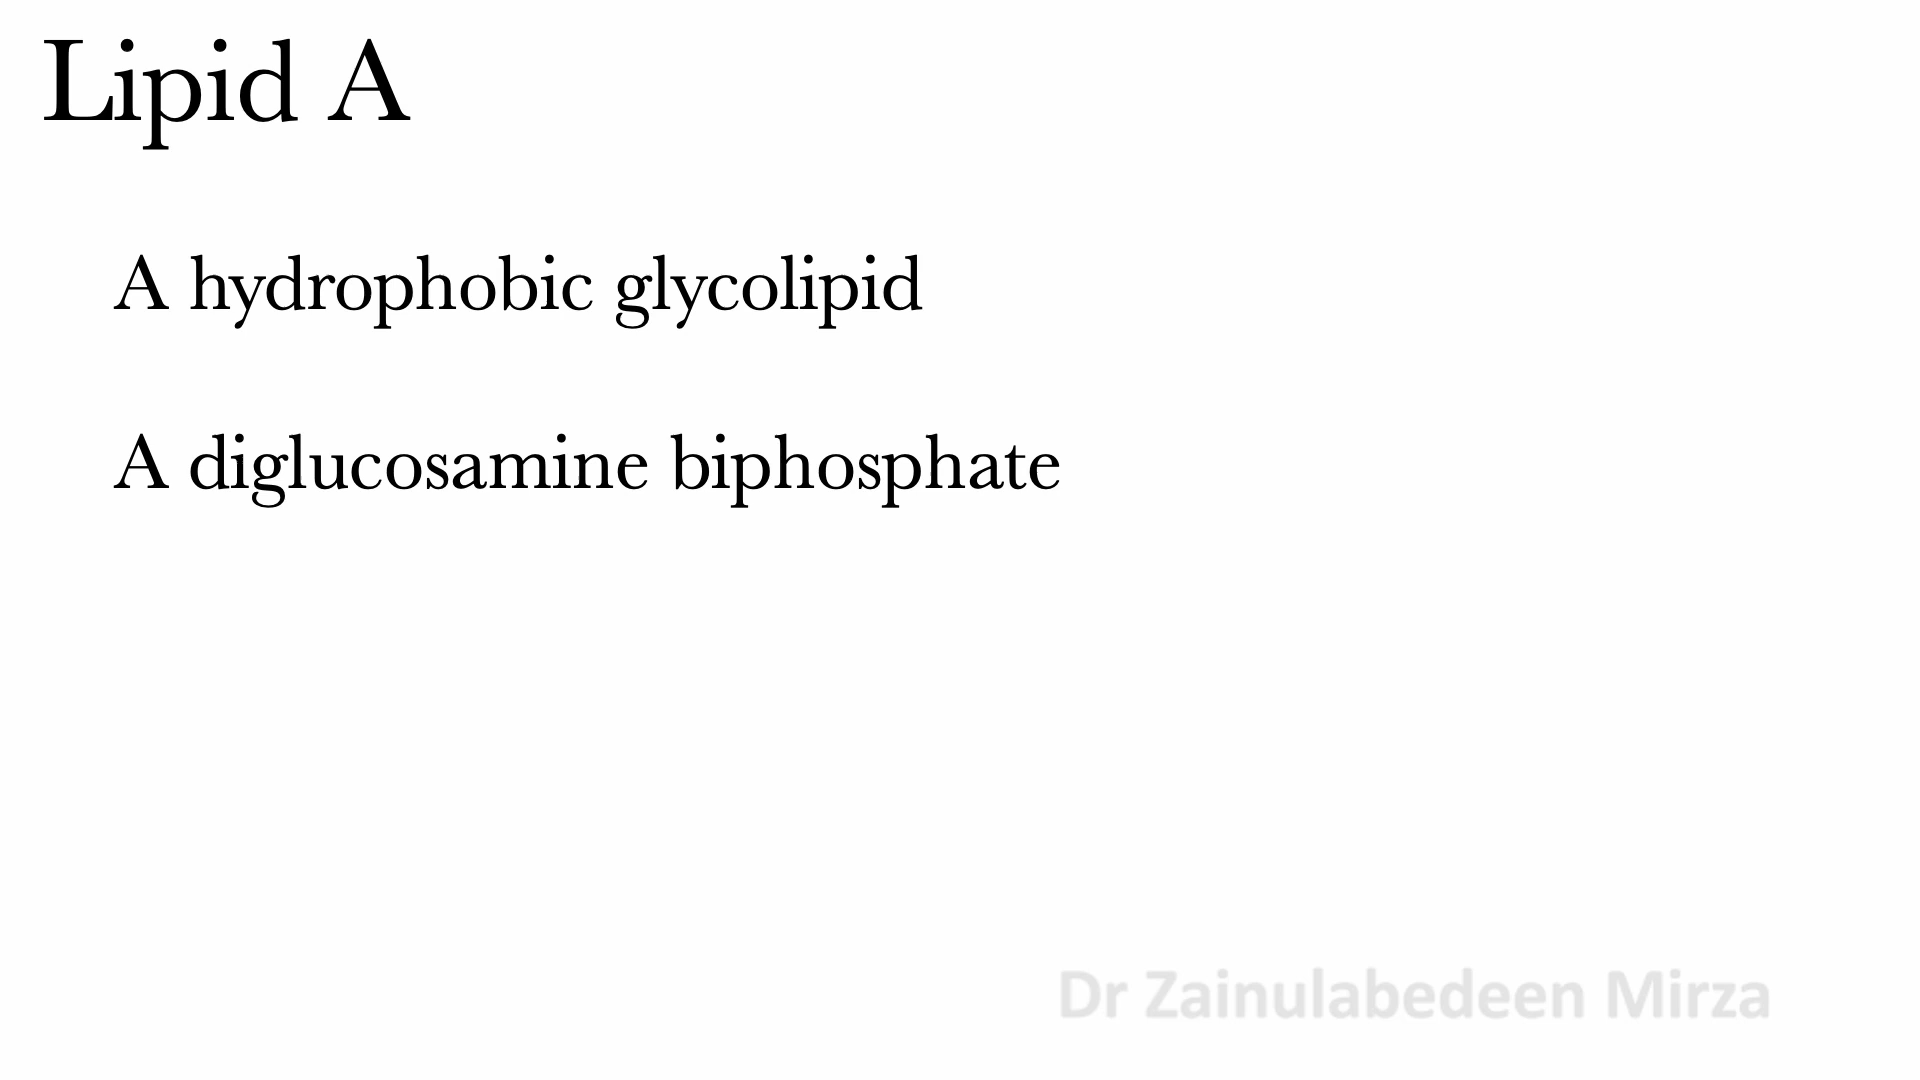 Lipid A
A hydrophobic glycolipid
A diglucosamine biphosphate
Dr Zainulabedeen Mirza